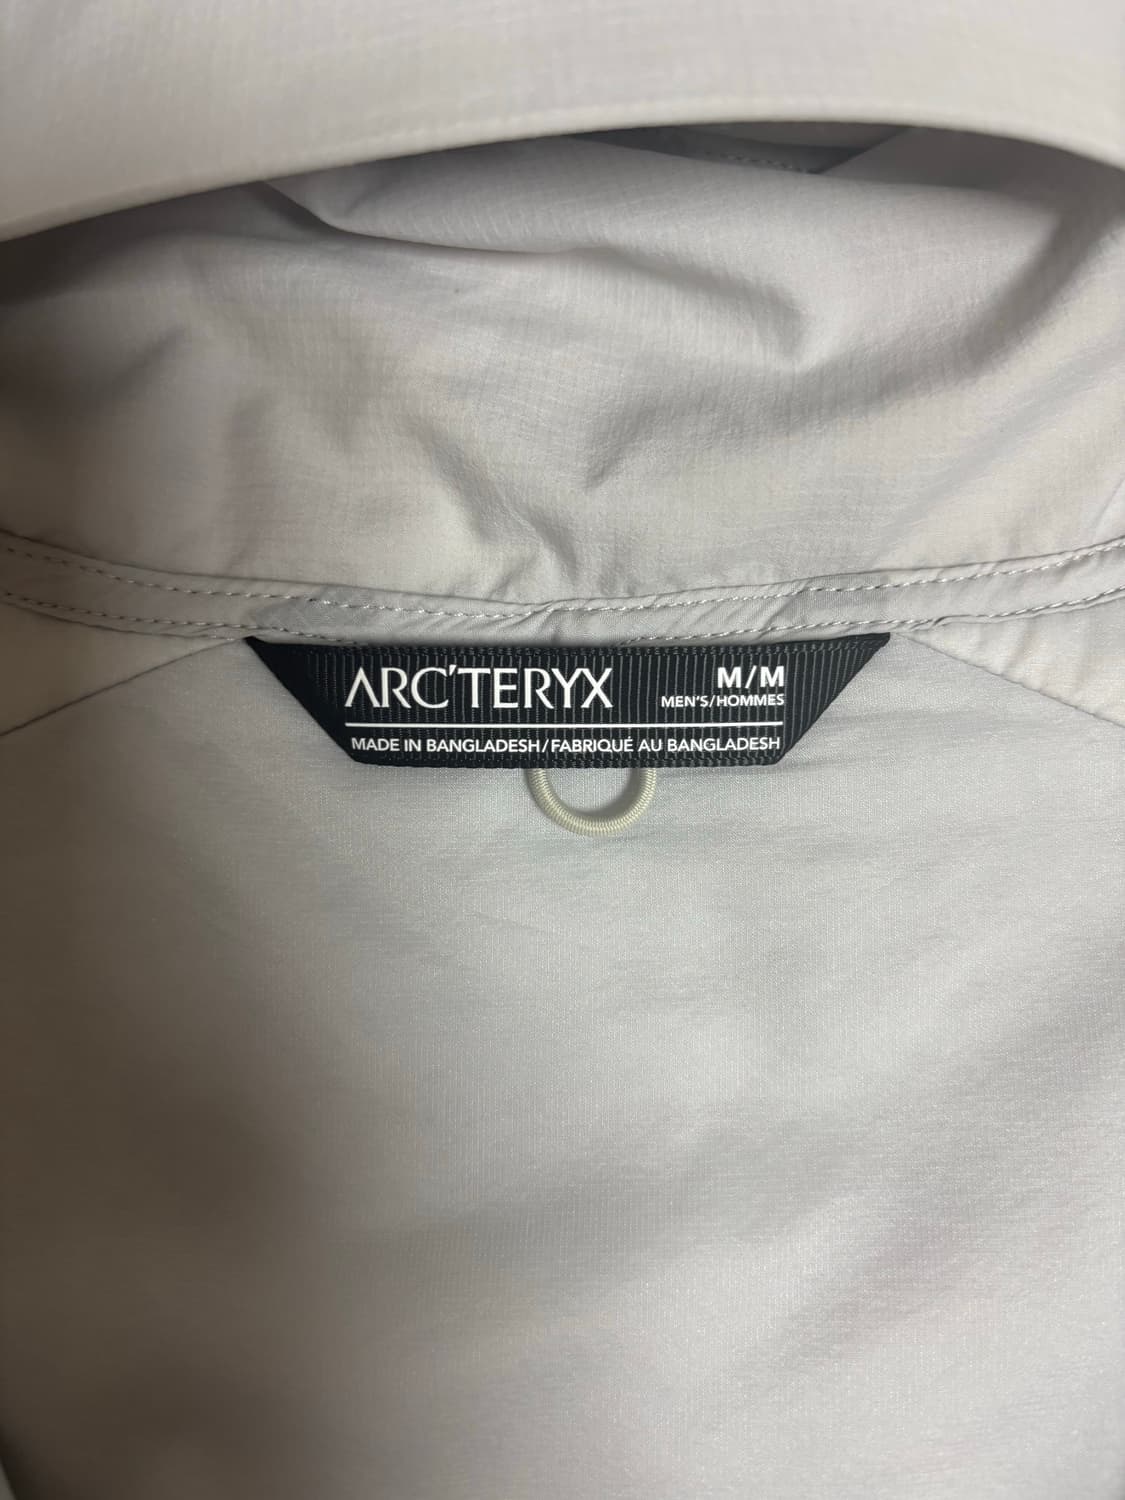 ARC'TERYX M/M
MEN'S/HOMMES
MADE IN BANGLADESH/FABRIQUÉ AU BANGLADESH